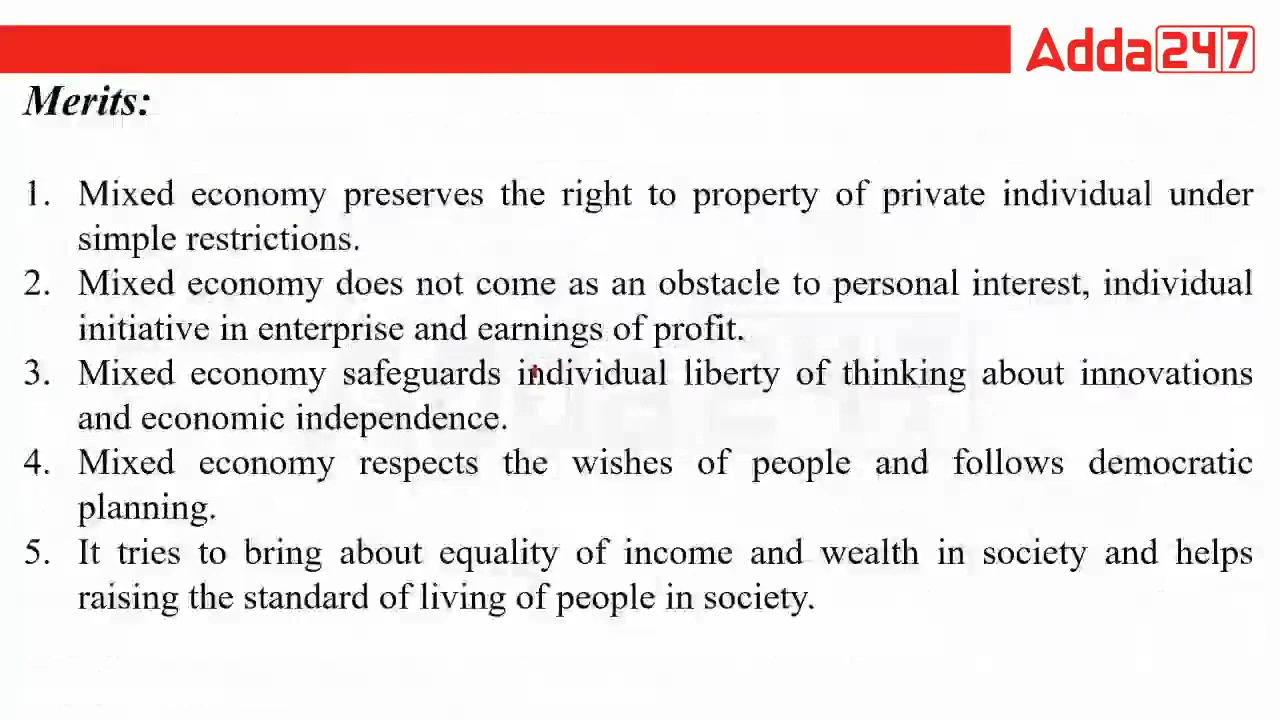 Adda247
Merits:
1. Mixed economy preserves the right to property of private individual under
simple restrictions.
2. Mixed economy does not come as an obstacle to personal interest, individual
initiative in enterprise and earnings of profit.
3. Mixed economy safeguards individual liberty of thinking about innovations
and economic independence.
4. Mixed economy respects the wishes of people and follows democratic
planning.
5. It tries to bring about equality of income and wealth in society and helps
raising the standard of living of people in society.